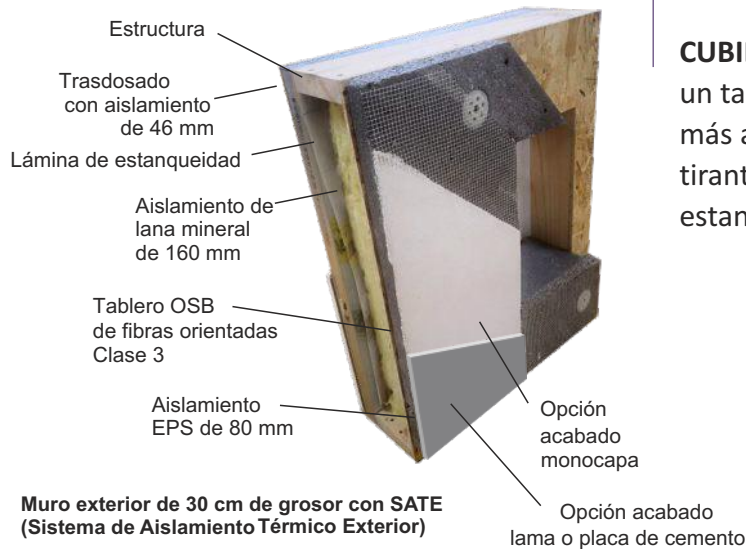 Estructura
Trasdosado
con aislamiento
de 46 mm
Lámina de estanqueidad
Aislamiento de
lana mineral
de 160 mm
Tablero OSB
de fibras orientadas
Clase 3
Aislamiento
EPS de 80 mm
Opción
acabado
monocapa
Opción acabado
lama o placa de cemento
Muro exterior de 30 cm de grosor con SATE
(Sistema de Aislamiento Térmico Exterior)
un ta
más a
tirant
estan